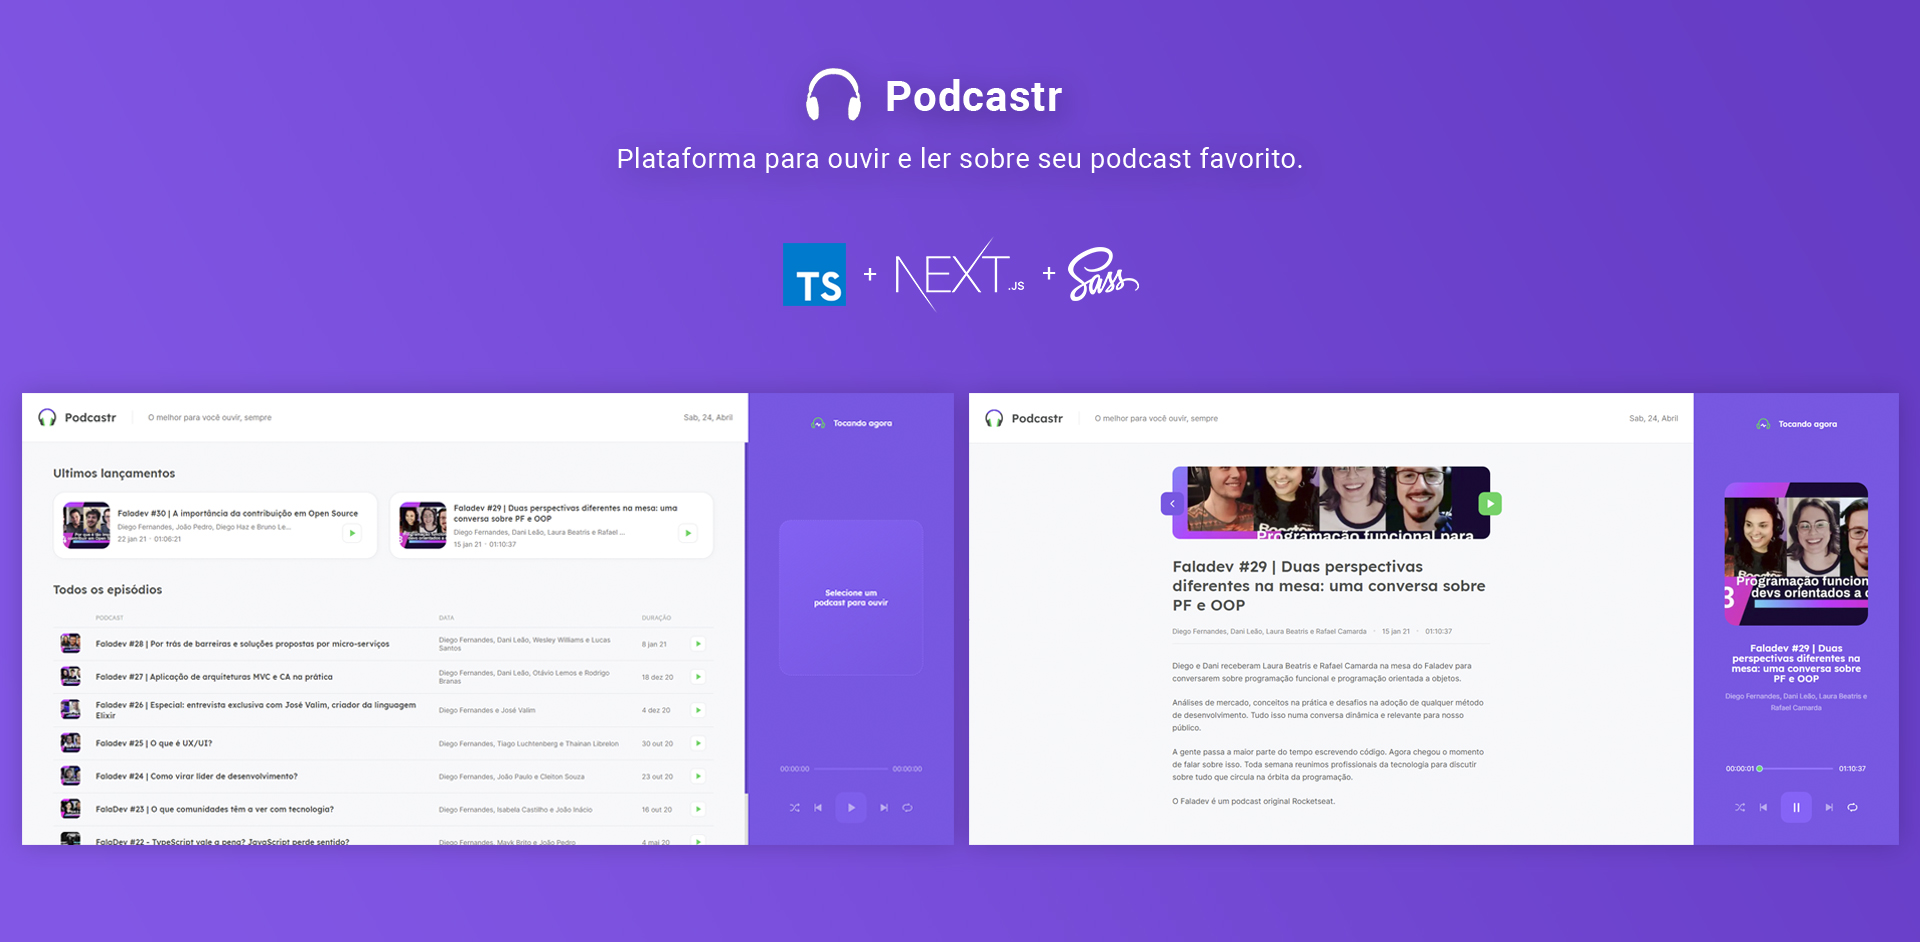 Podcastr
Plataforma para ouvir e ler sobre seu podcast favorito.
TS + NEXT.JS + Sass
Podcastr
O melhor para você ouvir, sempre
Sab, 24, Abril
Ultimos lançamentos
Faladev #30 | A importância da contribuição em Open Source
Diego Fernandes, João Pedro, Diego Haz e Bruno Le...
22 jan 21 · 01:06:21
Faladev #29 | Duas perspectivas diferentes na mesa: uma
conversa sobre PF e OOP
Diego Fernandes, Dani Leão, Laura Beatris e Rafael ...
15 jan 21 · 01:10:37
Todos os episódios
PODCAST
DATA
DURAÇÃO
Faladev #28 | Por trás de barreiras e soluções propostas por micro-serviços
Diego Fernandes, Dani Leão, Wesley Williams e Lucas
Santos
8 jan 21
Faladev #27 | Aplicação de arquiteturas MVC e CA na prática
Diego Fernandes, Dani Leão, Otávio Lemos e Rodrigo
Branas
18 dez 20
Faladev #26 | Especial: entrevista exclusiva com José Valim, criador da linguagem
Elixir
Diego Fernandes e José Valim
4 dez 20
Faladev #25 | O que é UX/UI?
Diego Fernandes, Tiago Luchtenberg e Thainan Librelon
30 out 20
Faladev #24 | Como virar líder de desenvolvimento?
Diego Fernandes, João Paulo e Cleiton Souza
23 out 20
FalaDev #23 | O que comunidades têm a ver com tecnologia?
Diego Fernandes, Isabela Castilho e João Inácio
16 out 20
FalaDev #22 - TypeScript vale a pena? JavaScript perde sentido?
Diego Fernandes, Mayk Brito e João Pedro
4 mai 20
Tocando agora
Selecione um
podcast para ouvir
00:00:00
00:00:00
Podcastr
O melhor para você ouvir, sempre
Sab, 24, Abril
Programação funcional para
Faladev #29 | Duas perspectivas
diferentes na mesa: uma conversa sobre
PF e OOP
Diego Fernandes, Dani Leão, Laura Beatris e Rafael Camarda · 15 jan 21 · 01:10:37
Diego e Dani receberam Laura Beatris e Rafael Camarda na mesa do Faladev para
conversarem sobre programação funcional e programação orientada a objetos.
Análises de mercado, conceitos na prática e desafios na adoção de qualquer método
de desenvolvimento. Tudo isso numa conversa dinâmica e relevante para nosso
público.
A gente passa a maior parte do tempo escrevendo código. Agora chegou o momento
de falar sobre isso. Toda semana reunimos profissionais da tecnologia para discutir
sobre tudo que circula na órbita da programação.
O Faladev é um podcast original Rocketseat.
Tocando agora
Programação funcion
devs orientados a
Faladev #29 | Duas
perspectivas diferentes na
mesa: uma conversa sobre
PF e OOP
Diego Fernandes, Dani Leão, Laura Beatris e
Rafael Camarda
00:00:01
01:10:37